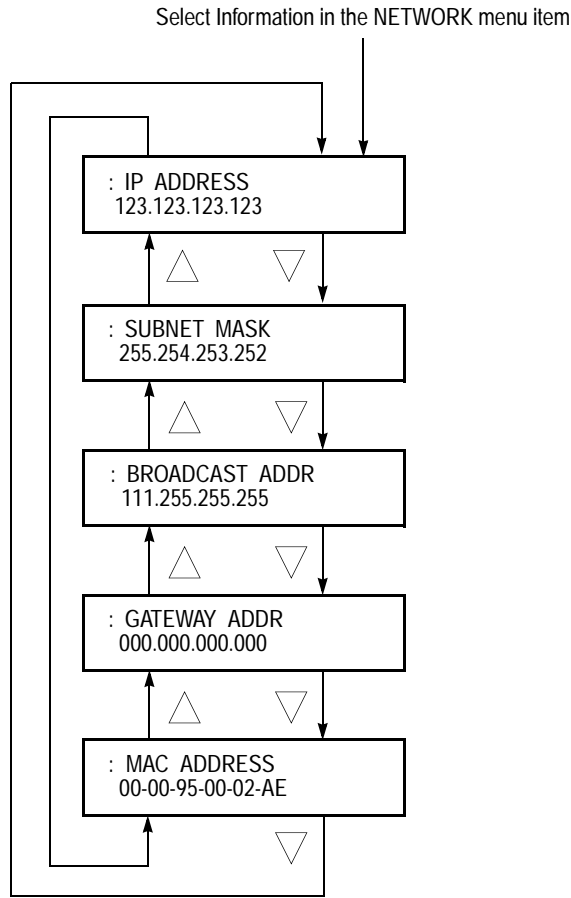 Select Information in the NETWORK menu item
: IP ADDRESS
123.123.123.123
: SUBNET MASK
255.254.253.252
: BROADCAST ADDR
111.255.255.255
: GATEWAY ADDR
000.000.000.000
: MAC ADDRESS
00-00-95-00-02-AE